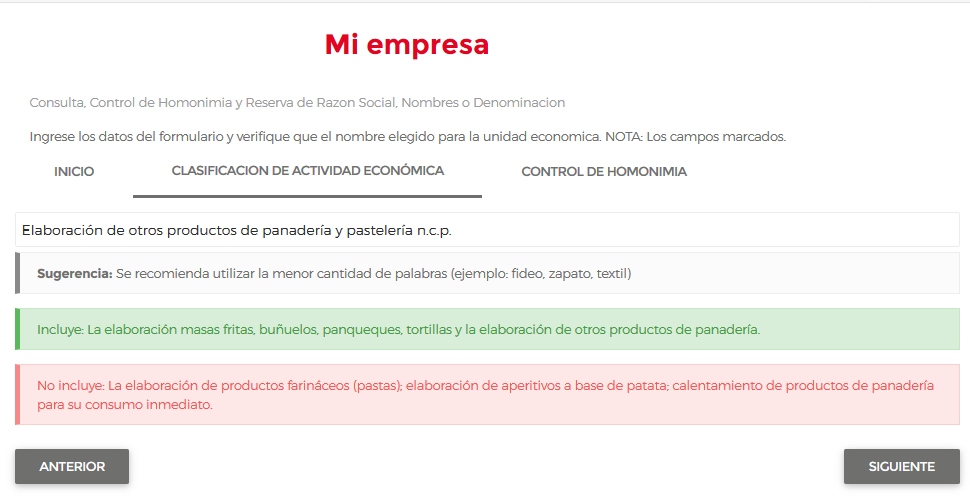 Mi empresa
Consulta, Control de Homonimia y Reserva de Razon Social, Nombres o Denominacion
Ingrese los datos del formulario y verifique que el nombre elegido para la unidad economica. NOTA: Los campos marcados.
INICIO
CLASIFICACION DE ACTIVIDAD ECONÓMICA
CONTROL DE HOMONIMIA
Elaboración de otros productos de panadería y pastelería n.c.p.
Sugerencia: Se recomienda utilizar la menor cantidad de palabras (ejemplo: fideo, zapato, textil)
Incluye: La elaboración masas fritas, buñuelos, panqueques, tortillas y la elaboración de otros productos de panadería.
No incluye: La elaboración de productos farináceos (pastas); elaboración de aperitivos a base de patata; calentamiento de productos de panadería
para su consumo inmediato.
ANTERIOR
SIGUIENTE